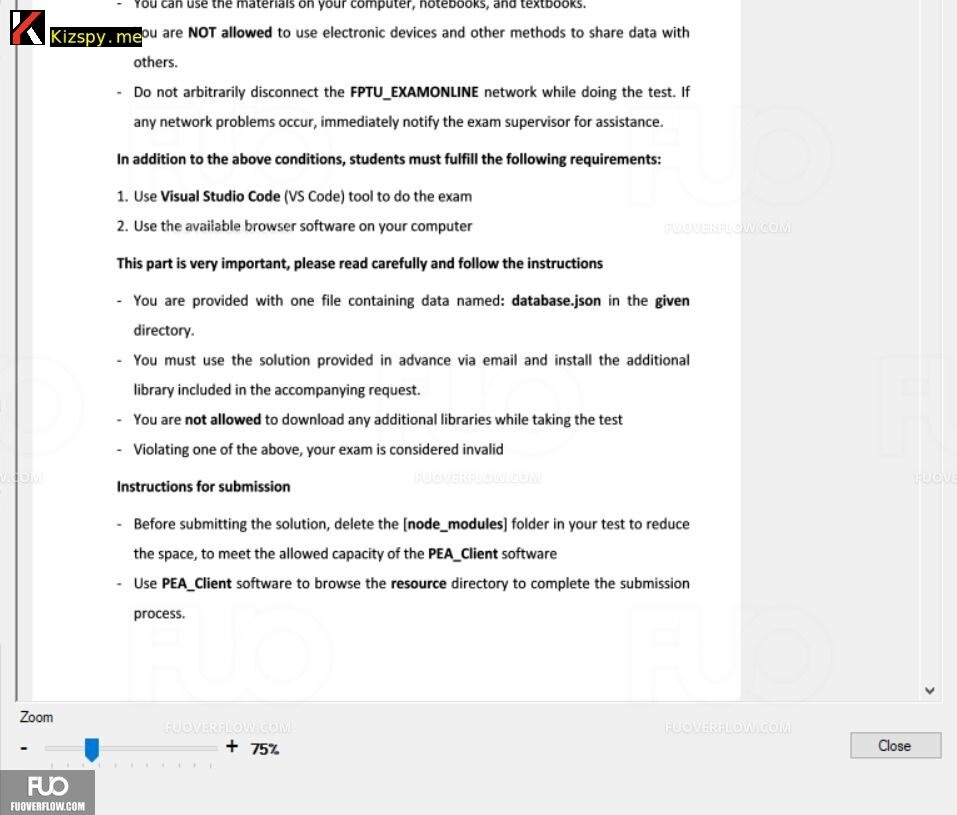 - You can use the materials on your computer, notebooks, and textbooks.
Kizspy.me
ou are NOT allowed to use electronic devices and other methods to share data with
others.
- Do not arbitrarily disconnect the FPTU_EXAMONLINE network while doing the test. If
any network problems occur, immediately notify the exam supervisor for assistance.
In addition to the above conditions, students must fulfill the following requirements:
1. Use Visual Studio Code (VS Code) tool to do the exam
2. Use the available browser software on your computer
FUOVERFLOW.COM
This part is very important, please read carefully and follow the instructions
- You are provided with one file containing data named: database.json in the given
directory.
- You must use the solution provided in advance via email and install the additional
library included in the accompanying request.
- You are not allowed to download any additional libraries while taking the test
- Violating one of the above, your exam is considered invalid
W.COM
FUOVERFLOW.COM
FUOVE
Instructions for submission
- Before submitting the solution, delete the [node_modules] folder in your test to reduce
the space, to meet the allowed capacity of the PEA_Client software
- Use PEA_Client software to browse the resource directory to complete the submission
process.
Zoom
FUOVERFLOW.COM
FUOVERFLOW.COM
- + 75%
Close
FUO
FUOVERFLOW.COM